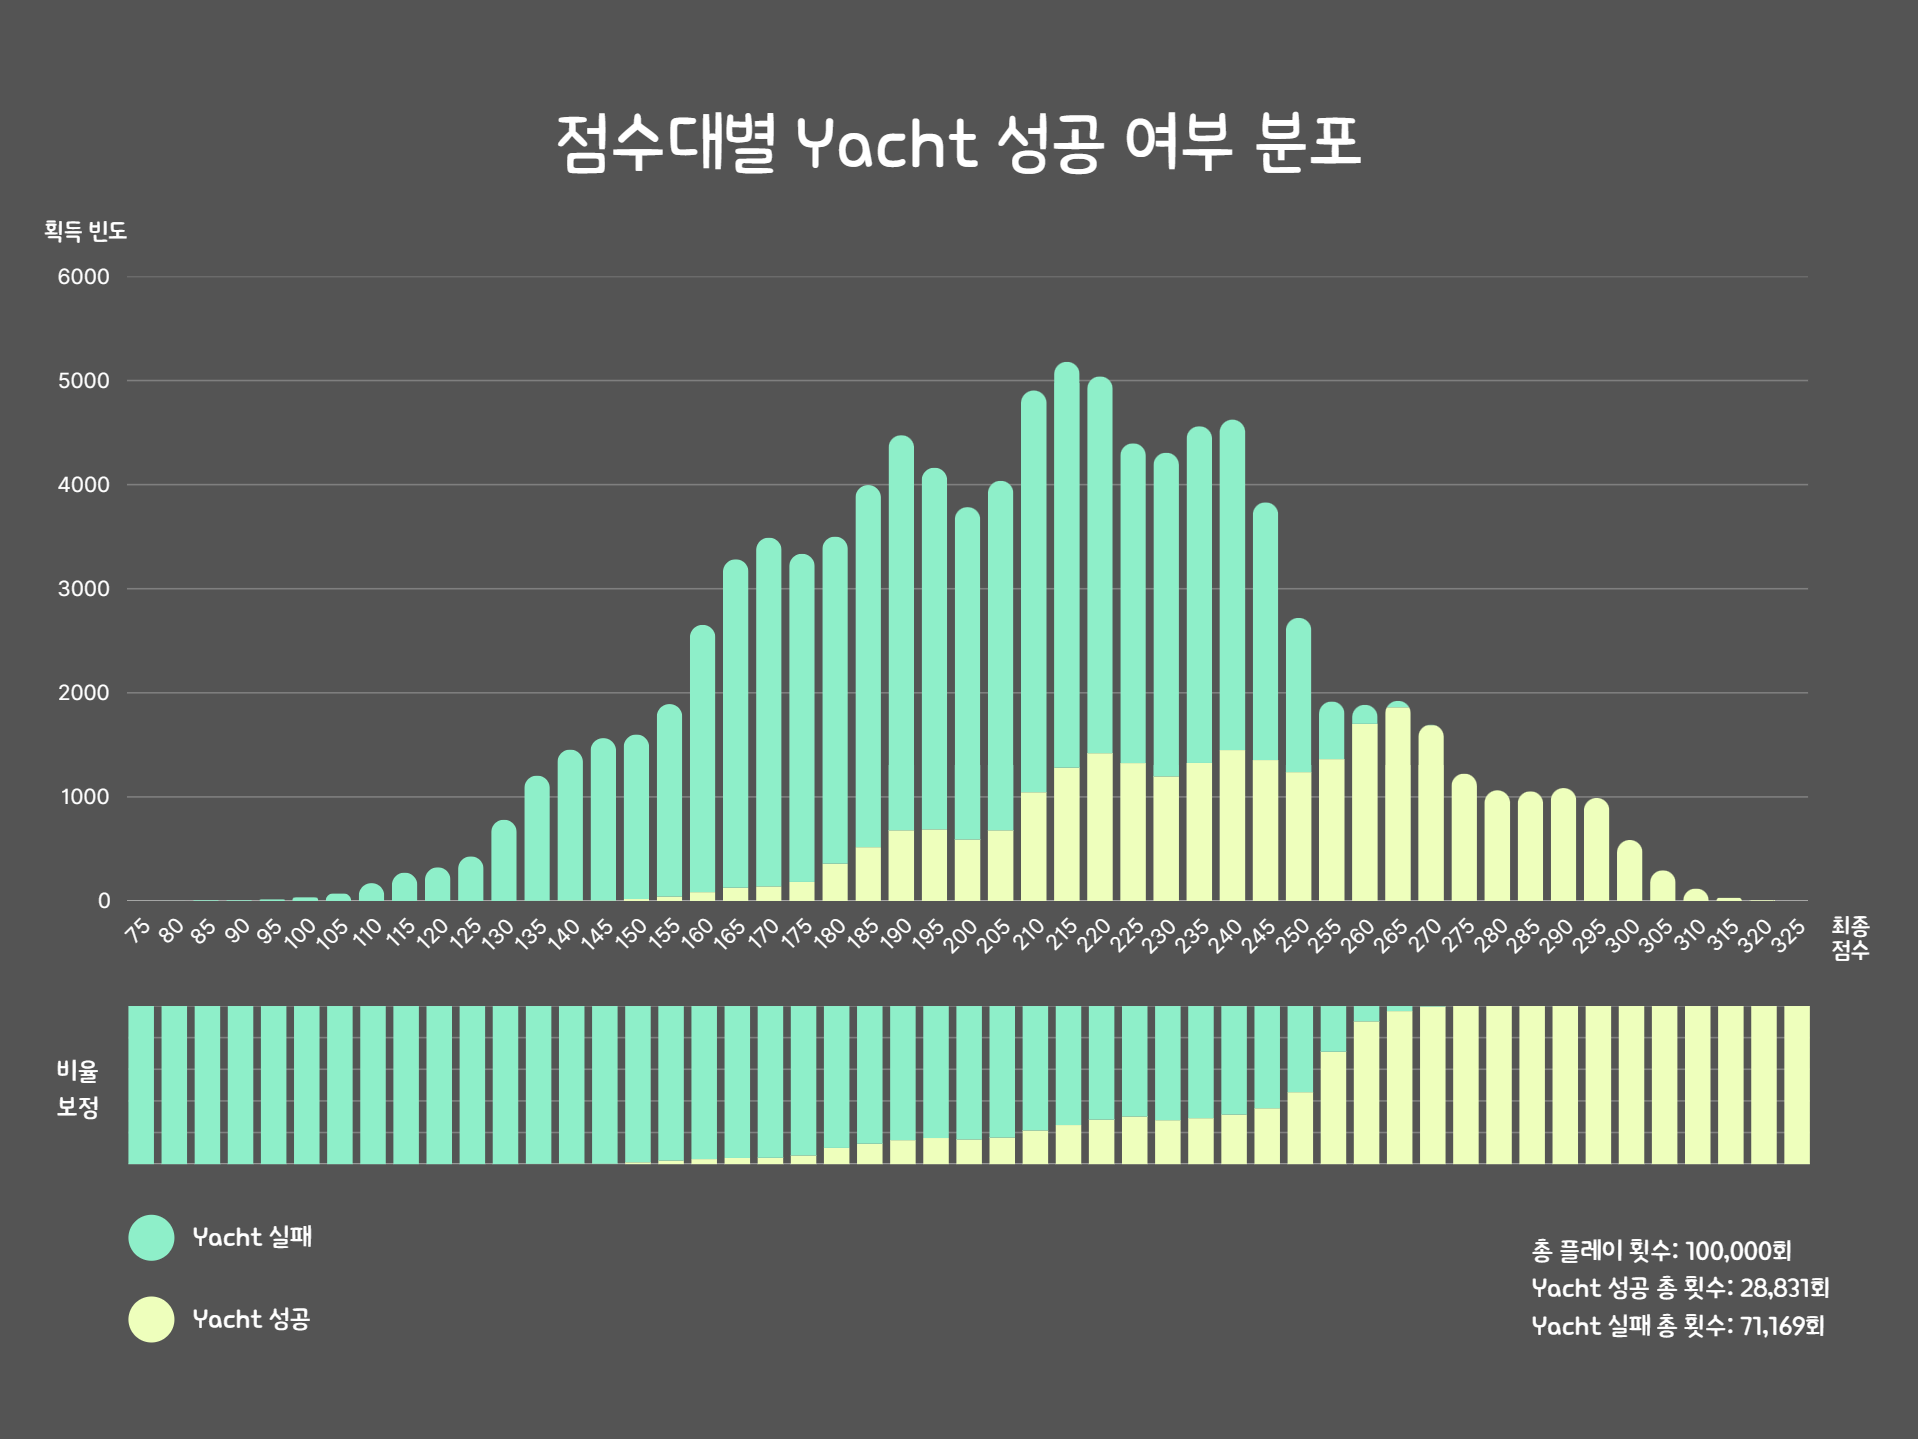 점수대별 Yacht 성공 여부 분포
획득 빈도
6000
5000
4000
3000
2000
1000
0
75 80 85 90 95 100 105 110 115 120 125 130 135 140 145 150 155 160 165 170 175 180 185 190 195 200 205 210 215 220 225 230 235 240 245 250 255 260 265 270 275 280 285 290 295 300 305 310 315 320 325
최종
점수
비율
보정
Yacht 실패
Yacht 성공
총 플레이 횟수: 100,000회
Yacht 성공 총 횟수: 28,831회
Yacht 실패 총 횟수: 71,169회